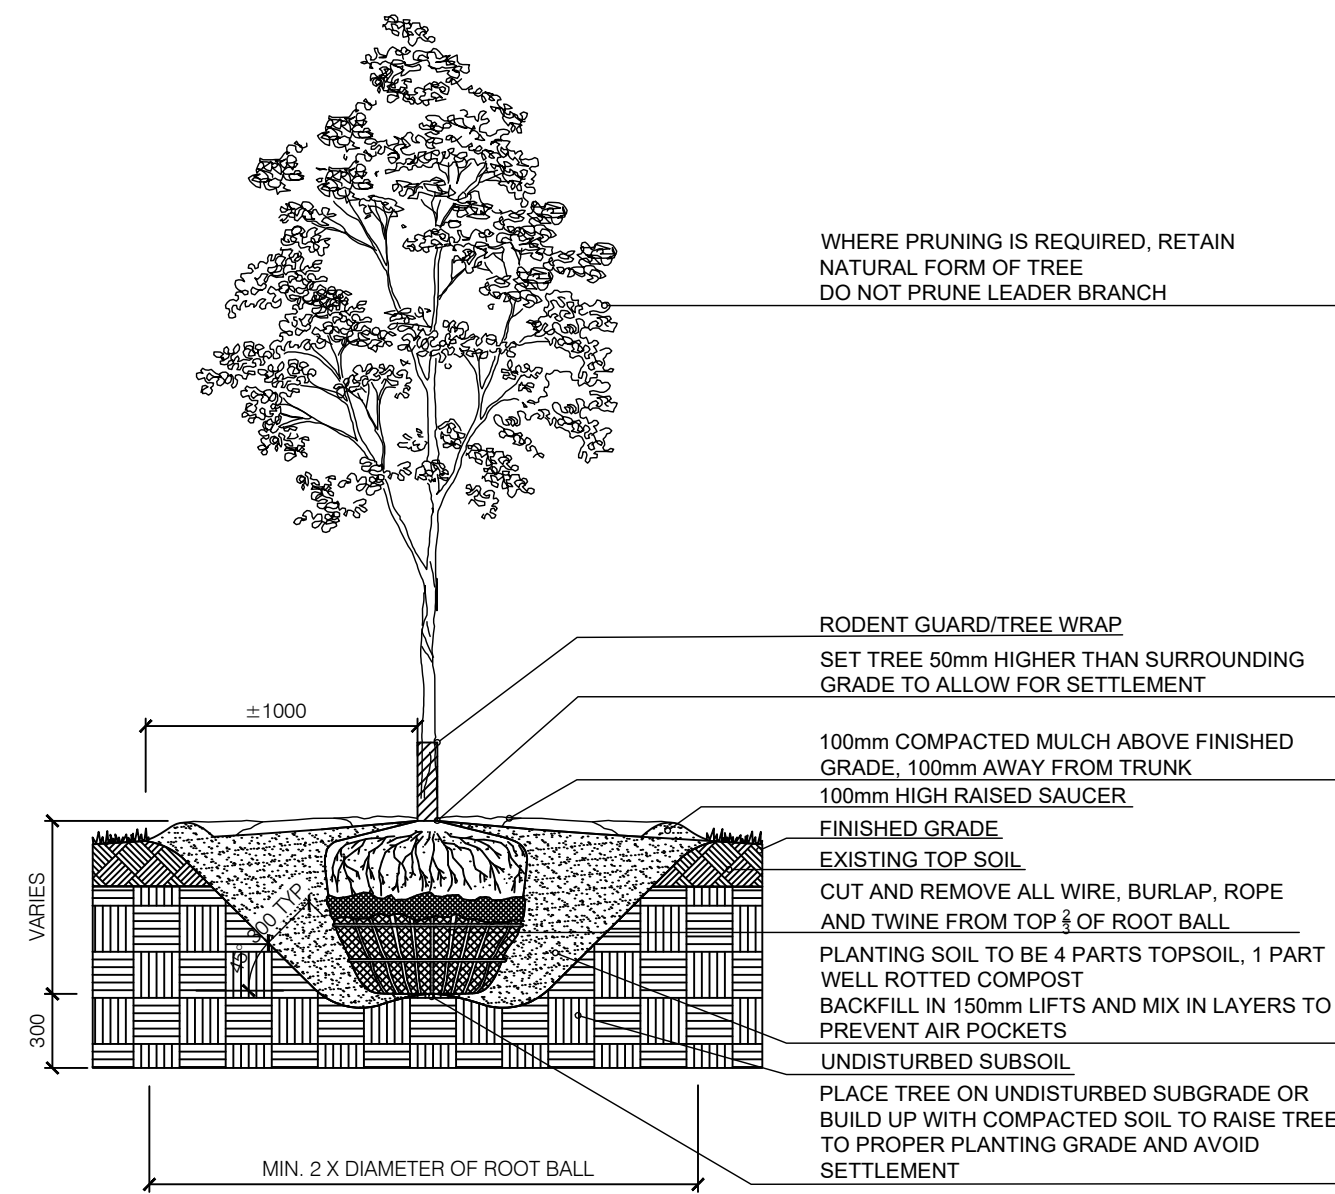 WHERE PRUNING IS REQUIRED, RETAIN
NATURAL FORM OF TREE
DO NOT PRUNE LEADER BRANCH
RODENT GUARD/TREE WRAP
SET TREE 50mm HIGHER THAN SURROUNDING
GRADE TO ALLOW FOR SETTLEMENT
±1000
100mm COMPACTED MULCH ABOVE FINISHED
GRADE, 100mm AWAY FROM TRUNK
100mm HIGH RAISED SAUCER
FINISHED GRADE
EXISTING TOP SOIL
CUT AND REMOVE ALL WIRE, BURLAP, ROPE
AND TWINE FROM TOP 2/3 OF ROOT BALL
PLANTING SOIL TO BE 4 PARTS TOPSOIL, 1 PART
WELL ROTTED COMPOST
BACKFILL IN 150mm LIFTS AND MIX IN LAYERS TO
PREVENT AIR POCKETS
UNDISTURBED SUBSOIL
PLACE TREE ON UNDISTURBED SUBGRADE OR
BUILD UP WITH COMPACTED SOIL TO RAISE TREE
TO PROPER PLANTING GRADE AND AVOID
SETTLEMENT
VARIES
300
45°
300 TYP.
MIN. 2 X DIAMETER OF ROOT BALL